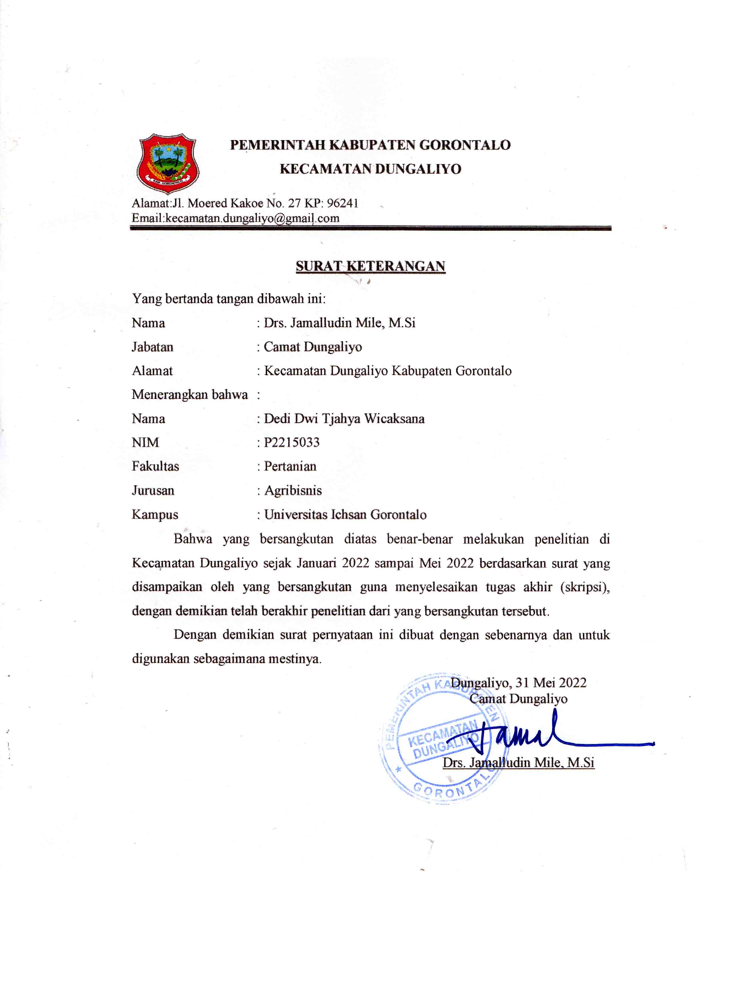 PEMERINTAH KABUPATEN GORONTALO
KECAMATAN DUNGALIYO
KAB. GORONTALO
Alamat:Jl. Moered Kakoe No. 27 KP: 96241
Email:kecamatan.dungaliyo@gmail.com
SURAT KETERANGAN
Yang bertanda tangan dibawah ini:
Nama : Drs. Jamalludin Mile, M.Si
Jabatan : Camat Dungaliyo
Alamat : Kecamatan Dungaliyo Kabupaten Gorontalo
Menerangkan bahwa :
Nama : Dedi Dwi Tjahya Wicaksana
NIM : P2215033
Fakultas : Pertanian
Jurusan : Agribisnis
Kampus : Universitas Ichsan Gorontalo
Bahwa yang bersangkutan diatas benar-benar melakukan penelitian di
Kecamatan Dungaliyo sejak Januari 2022 sampai Mei 2022 berdasarkan surat yang
disampaikan oleh yang bersangkutan guna menyelesaikan tugas akhir (skripsi),
dengan demikian telah berakhir penelitian dari yang bersangkutan tersebut.
Dengan demikian surat pernyataan ini dibuat dengan sebenarnya dan untuk
digunakan sebagaimana mestinya.
Dungaliyo, 31 Mei 2022
Camat Dungaliyo
PEMERINTAH KABUPATEN
KECAMATAN
DUNGALIYO
GORONTALO
Jamal
Drs. Jamalludin Mile, M.Si